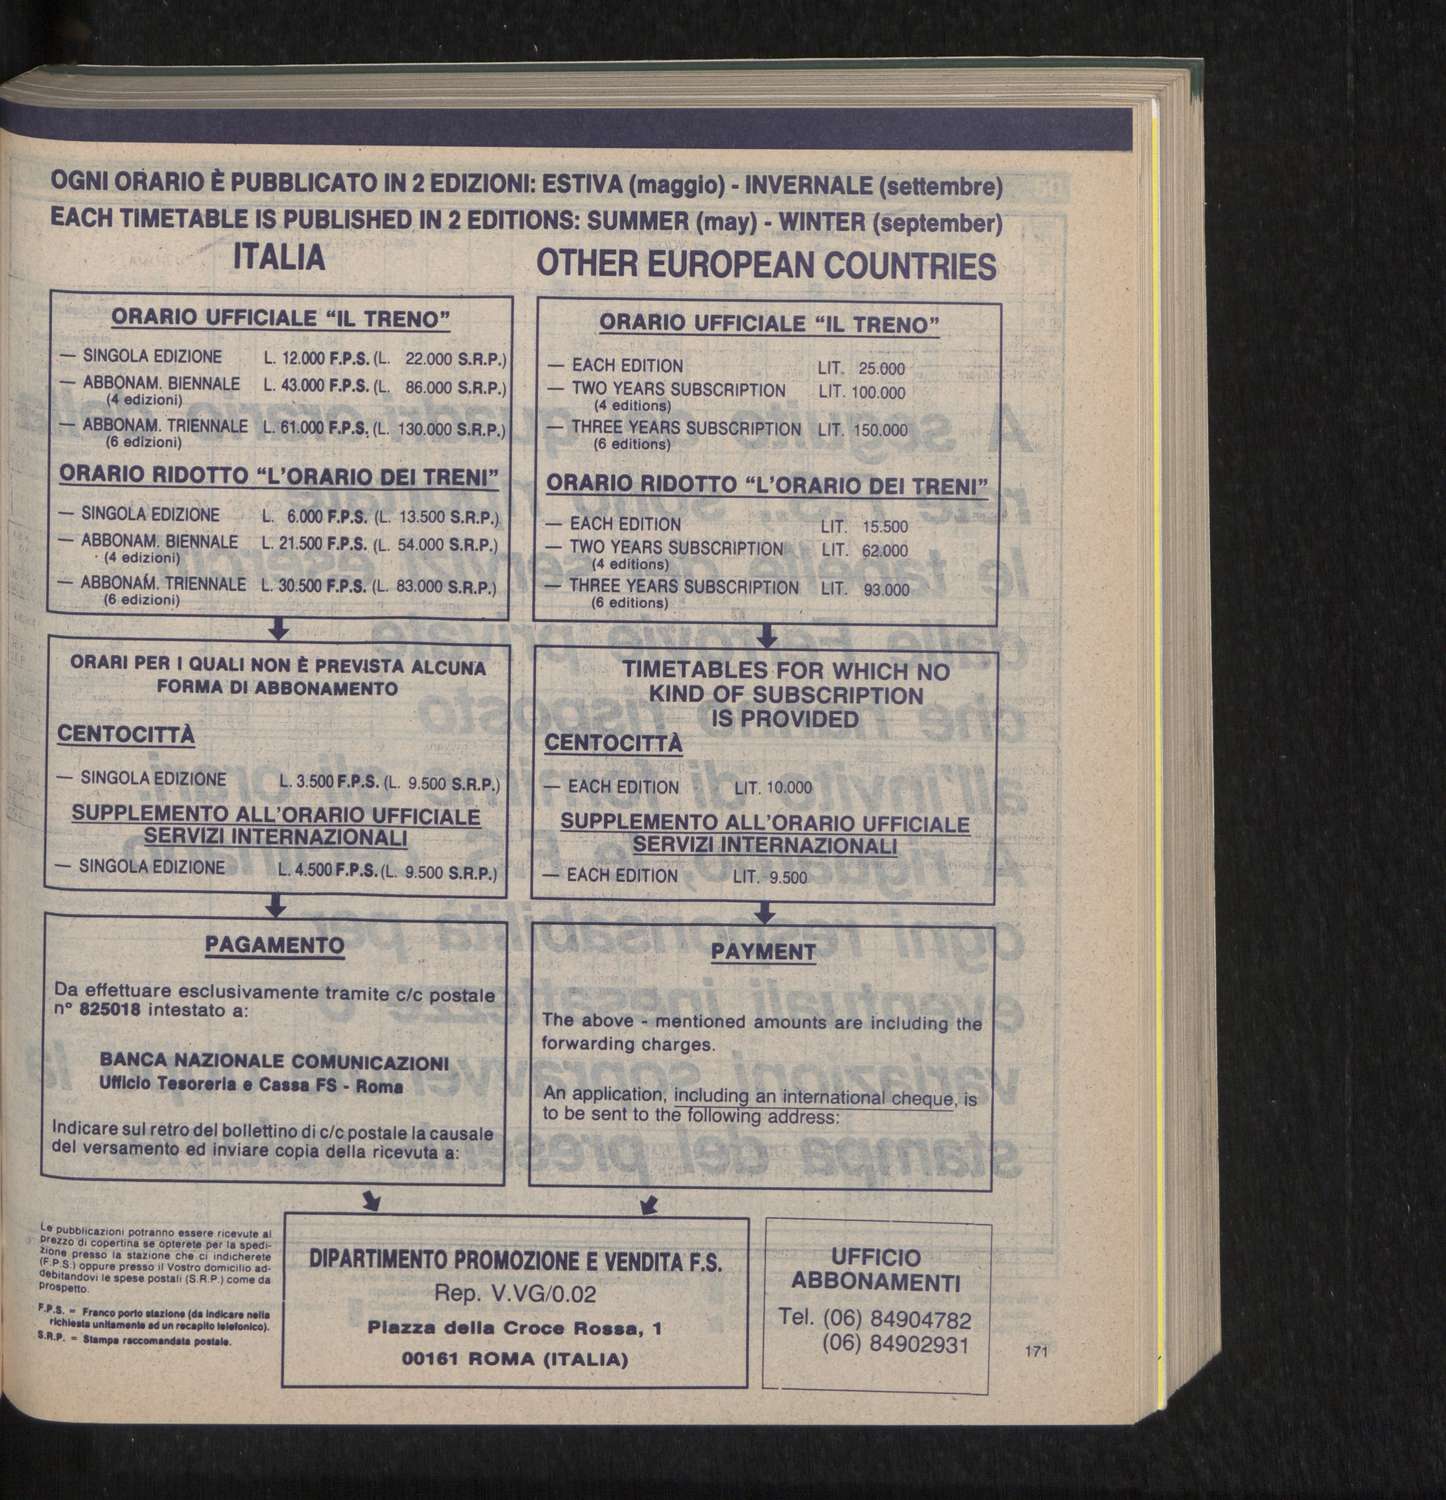 OGNI ORARIO È PUBBLICATO IN 2 EDIZIONI: ESTIVA (maggio) - INVERNALE (settembre)
EACH TIMETABLE IS PUBLISHED IN 2 EDITIONS: SUMMER (may) - WINTER (september)
ITALIA
ORARIO UFFICIALE “IL TRENO”
— SINGOLA EDIZIONE L. 12.000 F.P.S. (L. 22.000 S.R.P.)
— ABBONAM. BIENNALE L. 43.000 F.P.S. (L. 86.000 S.R.P.)
(4 edizioni)
— ABBONAM. TRIENNALE L. 61.000 F.P.S. (L. 130.000 S.R.P.)
(6 edizioni)
ORARIO RIDOTTO “L'ORARIO DEI TRENI”
— SINGOLA EDIZIONE L. 6.000 F.P.S. (L. 13.500 S.R.P.)
— ABBONAM. BIENNALE L. 21.500 F.P.S. (L. 54.000 S.R.P.)
(4 edizioni)
— ABBONAM. TRIENNALE L. 30.500 F.P.S. (L. 83.000 S.R.P.)
(6 edizioni)
ORARI PER I QUALI NON È PREVISTA ALCUNA
FORMA DI ABBONAMENTO
CENTOCITTÀ
— SINGOLA EDIZIONE L. 3.500 F.P.S. (L. 9.500 S.R.P.)
SUPPLEMENTO ALL'ORARIO UFFICIALE
SERVIZI INTERNAZIONALI
— SINGOLA EDIZIONE L. 4.500 F.P.S. (L. 9.500 S.R.P.)
PAGAMENTO
Da effettuare esclusivamente tramite c/c postale
n° 825018 intestato a:
BANCA NAZIONALE COMUNICAZIONI
Ufficio Tesoreria e Cassa FS - Roma
Indicare sul retro del bollettino di c/c postale la causale
del versamento ed inviare copia della ricevuta a:
OTHER EUROPEAN COUNTRIES
ORARIO UFFICIALE “IL TRENO”
— EACH EDITION LIT. 25.000
— TWO YEARS SUBSCRIPTION LIT. 100.000
(4 editions)
— THREE YEARS SUBSCRIPTION LIT. 150.000
(6 editions)
ORARIO RIDOTTO “L'ORARIO DEI TRENI”
— EACH EDITION LIT. 15.500
— TWO YEARS SUBSCRIPTION LIT. 62.000
(4 editions)
— THREE YEARS SUBSCRIPTION LIT. 93.000
(6 editions)
TIMETABLES FOR WHICH NO
KIND OF SUBSCRIPTION
IS PROVIDED
CENTOCITTÀ
— EACH EDITION LIT. 10.000
SUPPLEMENTO ALL'ORARIO UFFICIALE
SERVIZI INTERNAZIONALI
— EACH EDITION LIT. 9.500
PAYMENT
The above - mentioned amounts are including the
forwarding charges.
An application, including an international cheque, is
to be sent to the following address:
Le pubblicazioni potranno essere ricevute al
prezzo di copertina se opterete per la spedi-
zione presso la stazione che ci indicherete
(F.P.S.) oppure presso il Vostro domicilio ad-
debitandovi le spese postali (S.R.P.) come da
prospetto.
F.P.S. = Franco porto stazione (da indicare nella
richiesta unitamente ad un recapito telefonico).
S.R.P. = Stampa raccomandata postale.
DIPARTIMENTO PROMOZIONE E VENDITA F.S.
Rep. V.VG/0.02
Piazza della Croce Rossa, 1
00161 ROMA (ITALIA)
UFFICIO
ABBONAMENTI
Tel. (06) 84904782
(06) 84902931
171